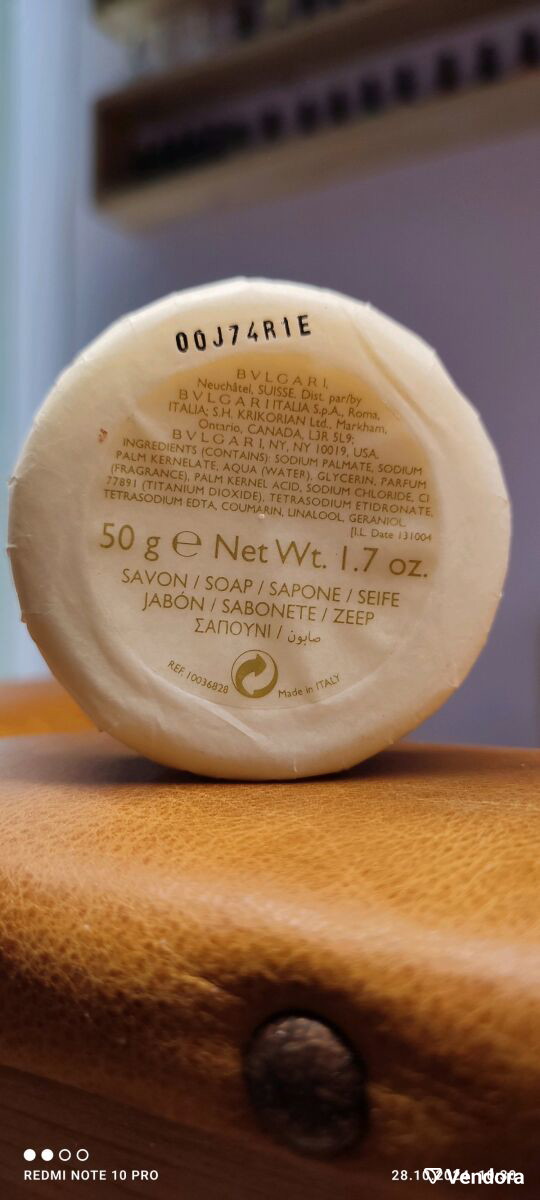 00J74R1E
BVLGARI,
Neuchâtel, SUISSE. Dist. par/by
BVLGARI ITALIA S.p.A., Roma,
ITALIA; S.H. KRIKORIAN Ltd., Markham,
Ontario, CANADA, L3R 5L9;
BVLGARI, NY, NY 10019, USA.
INGREDIENTS (CONTAINS): SODIUM PALMATE, SODIUM
PALM KERNELATE, AQUA (WATER), GLYCERIN, PARFUM
(FRAGRANCE), PALM KERNEL ACID, SODIUM CHLORIDE, CI
77891 (TITANIUM DIOXIDE), TETRASODIUM ETIDRONATE,
TETRASODIUM EDTA, COUMARIN, LINALOOL, GERANIOL.
[I.L. Date 131004
50 g ℮ Net Wt. 1.7 oz.
SAVON / SOAP / SAPONE / SEIFE
JABÓN / SABONETE / ZEEP
ΣΑΠΟΥΝΙ / صابون
REF. 10036828
Made in ITALY
REDMI NOTE 10 PRO
28.10.2024
Vendora